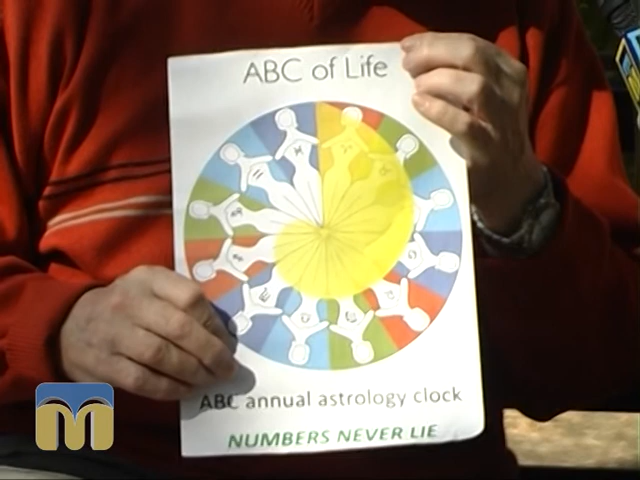 ABC of Life
ABC annual astrology clock
NUMBERS NEVER LIE
M